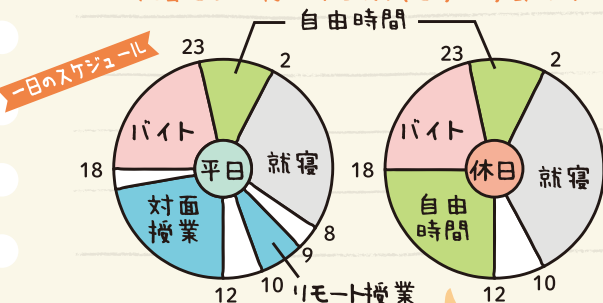 自由時間
一日のスケジュール
23
2
バイト
平日
就寝
18
対面
授業
8
9
10
12
リモート授業
23
2
バイト
休日
就寝
18
自由
時間
10
12